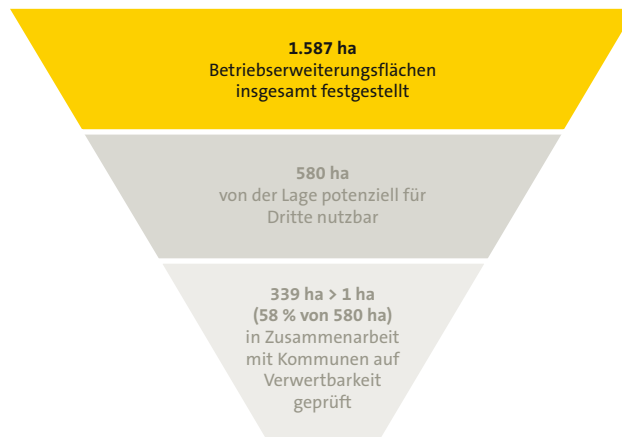 1.587 ha
Betriebserweiterungsflächen
insgesamt festgestellt
580 ha
von der Lage potenziell für
Dritte nutzbar
339 ha > 1 ha
(58 % von 580 ha)
in Zusammenarbeit
mit Kommunen auf
Verwertbarkeit
geprüft